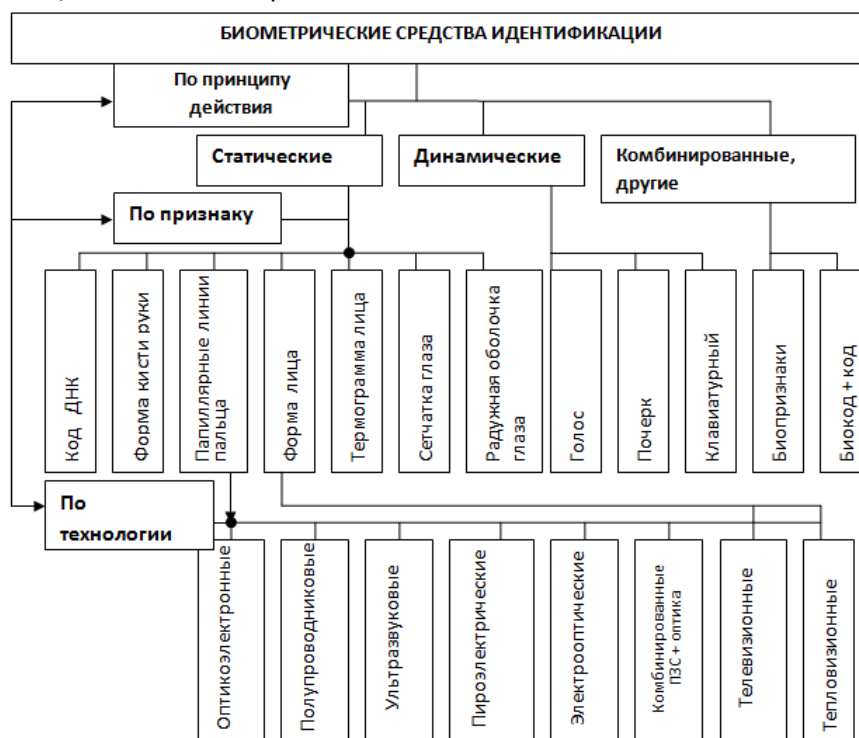 БИОМЕТРИЧЕСКИЕ СРЕДСТВА ИДЕНТИФИКАЦИИ
По принципу
действия
Статические
Динамические
Комбинированные,
другие
По признаку
Код ДНК
Форма кисти руки
Папиллярные линии
пальца
Форма лица
Термограмма лица
Сетчатка глаза
Радужная оболочка
глаза
Голос
Почерк
Клавиатурный
Биопризнаки
Биокод + код
По
технологии
Оптикоэлектронные
Полупроводниковые
Ультразвуковые
Пироэлектрические
Электрооптические
Комбинированные
ПЗС + оптика
Телевизионные
Тепловизионные